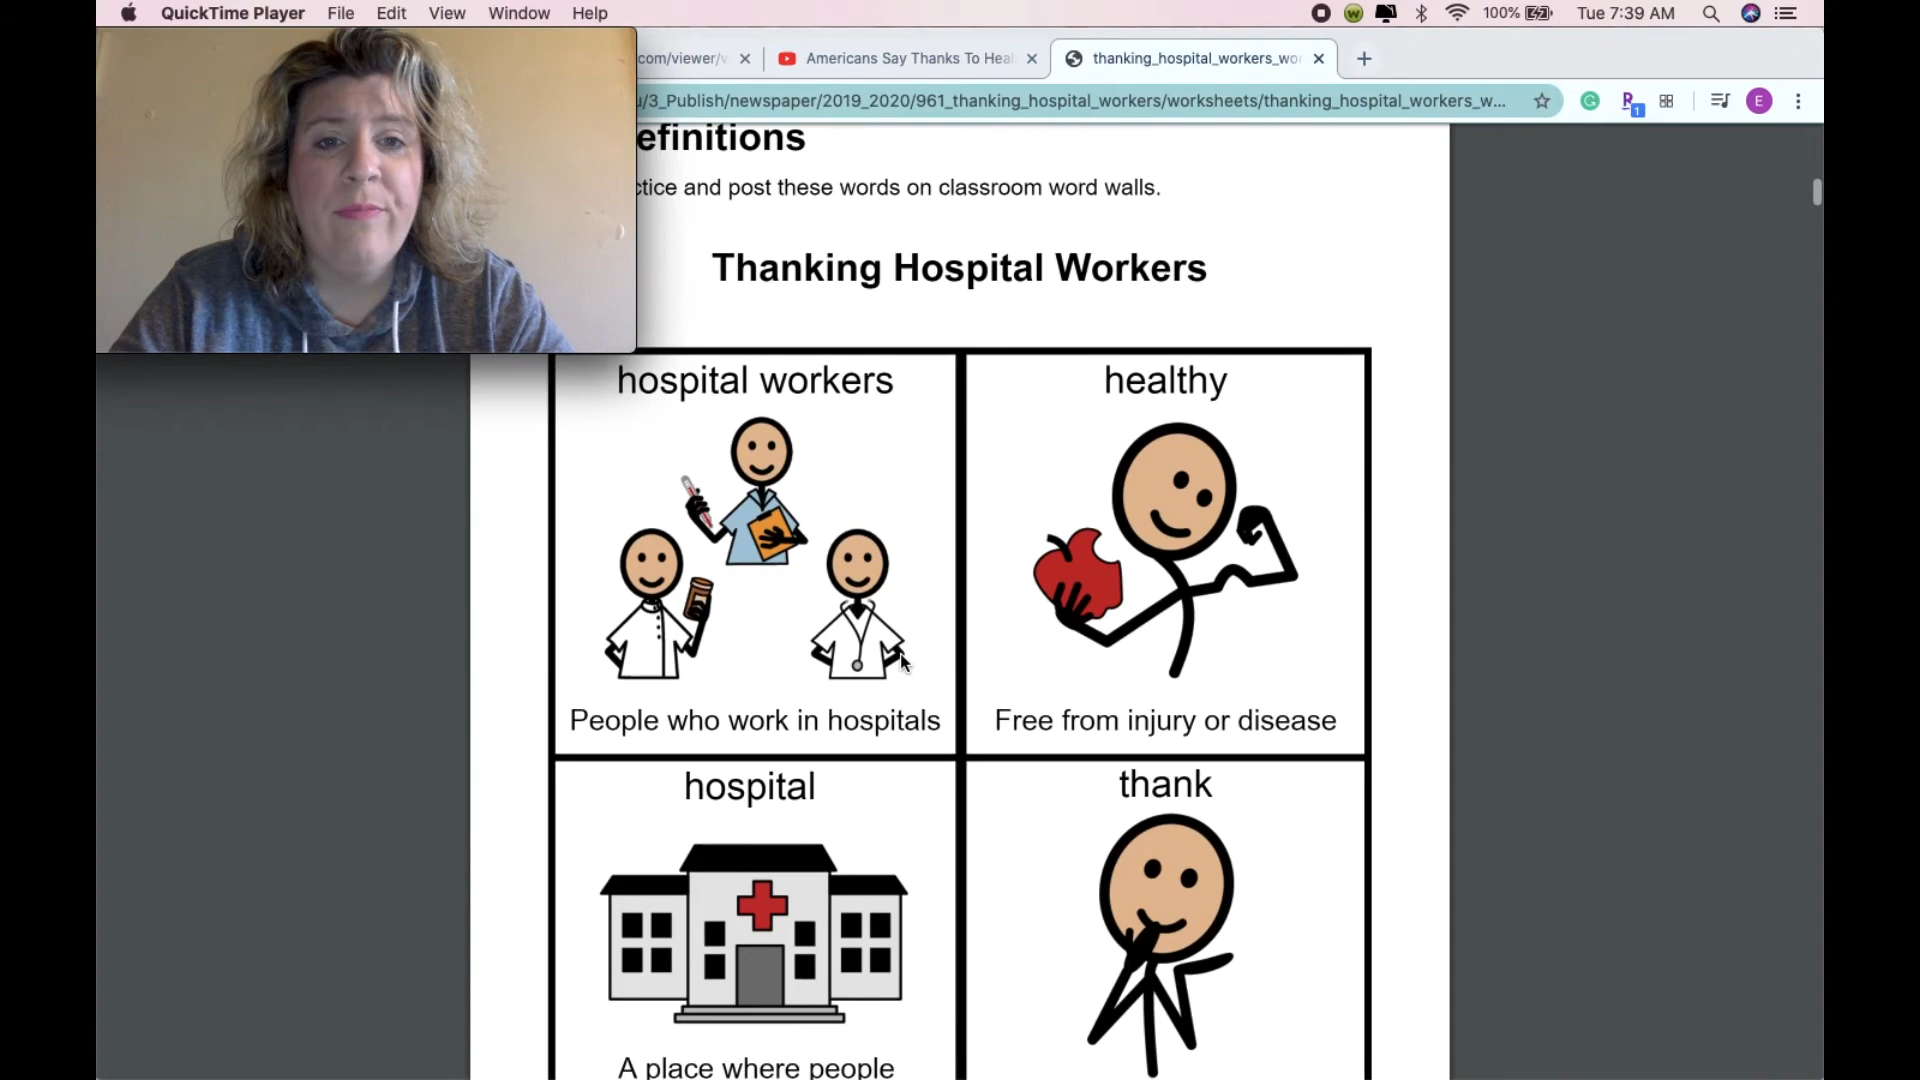 QuickTime Player File Edit View Window Help 100% Tue 7:39 AM
com/viewer/v Americans Say Thanks To Heal thanking_hospital_workers_wor
u/3_Publish/newspaper/2019_2020/961_thanking_hospital_workers/worksheets/thanking_hospital_workers_w... 1 E
efinitions
ctice and post these words on classroom word walls.
Thanking Hospital Workers
hospital workers
People who work in hospitals
healthy
Free from injury or disease
hospital
A place where people
thank